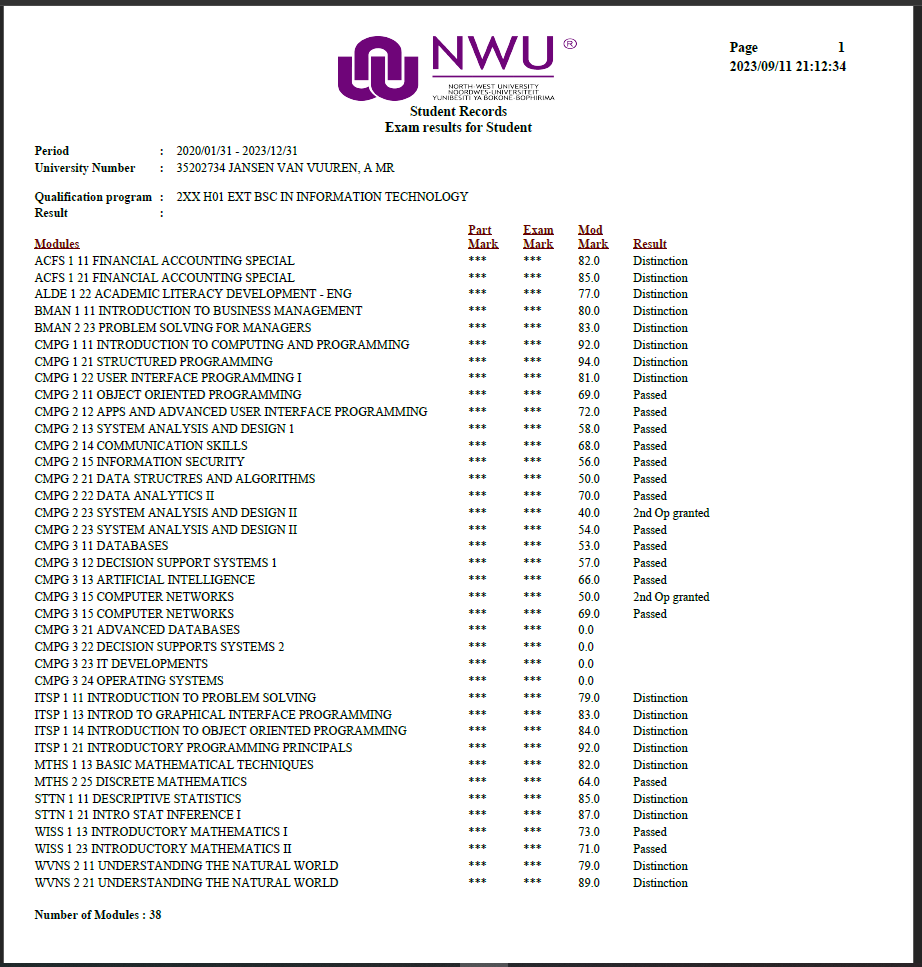 NWU ®
NORTH-WEST UNIVERSITY
NOORDWES-UNIVERSITEIT
YUNIBESITI YA BOKONE-BOPHIRIMA
Page 1
2023/09/11 21:12:34
Student Records
Exam results for Student
Period : 2020/01/31 - 2023/12/31
University Number : 35202734 JANSEN VAN VUUREN, A MR
Qualification program : 2XX H01 EXT BSC IN INFORMATION TECHNOLOGY
Result :
Part Exam Mod
Modules Mark Mark Mark Result
ACFS 1 11 FINANCIAL ACCOUNTING SPECIAL *** *** 82.0 Distinction
ACFS 1 21 FINANCIAL ACCOUNTING SPECIAL *** *** 85.0 Distinction
ALDE 1 22 ACADEMIC LITERACY DEVELOPMENT - ENG *** *** 77.0 Distinction
BMAN 1 11 INTRODUCTION TO BUSINESS MANAGEMENT *** *** 80.0 Distinction
BMAN 2 23 PROBLEM SOLVING FOR MANAGERS *** *** 83.0 Distinction
CMPG 1 11 INTRODUCTION TO COMPUTING AND PROGRAMMING *** *** 92.0 Distinction
CMPG 1 21 STRUCTURED PROGRAMMING *** *** 94.0 Distinction
CMPG 1 22 USER INTERFACE PROGRAMMING I *** *** 81.0 Distinction
CMPG 2 11 OBJECT ORIENTED PROGRAMMING *** *** 69.0 Passed
CMPG 2 12 APPS AND ADVANCED USER INTERFACE PROGRAMMING *** *** 72.0 Passed
CMPG 2 13 SYSTEM ANALYSIS AND DESIGN 1 *** *** 58.0 Passed
CMPG 2 14 COMMUNICATION SKILLS *** *** 68.0 Passed
CMPG 2 15 INFORMATION SECURITY *** *** 56.0 Passed
CMPG 2 21 DATA STRUCTRES AND ALGORITHMS *** *** 50.0 Passed
CMPG 2 22 DATA ANALYTICS II *** *** 70.0 Passed
CMPG 2 23 SYSTEM ANALYSIS AND DESIGN II *** *** 40.0 2nd Op granted
CMPG 2 23 SYSTEM ANALYSIS AND DESIGN II *** *** 54.0 Passed
CMPG 3 11 DATABASES *** *** 53.0 Passed
CMPG 3 12 DECISION SUPPORT SYSTEMS 1 *** *** 57.0 Passed
CMPG 3 13 ARTIFICIAL INTELLIGENCE *** *** 66.0 Passed
CMPG 3 15 COMPUTER NETWORKS *** *** 50.0 2nd Op granted
CMPG 3 15 COMPUTER NETWORKS *** *** 69.0 Passed
CMPG 3 21 ADVANCED DATABASES *** *** 0.0
CMPG 3 22 DECISION SUPPORTS SYSTEMS 2 *** *** 0.0
CMPG 3 23 IT DEVELOPMENTS *** *** 0.0
CMPG 3 24 OPERATING SYSTEMS *** *** 0.0
ITSP 1 11 INTRODUCTION TO PROBLEM SOLVING *** *** 79.0 Distinction
ITSP 1 13 INTROD TO GRAPHICAL INTERFACE PROGRAMMING *** *** 83.0 Distinction
ITSP 1 14 INTRODUCTION TO OBJECT ORIENTED PROGRAMMING *** *** 84.0 Distinction
ITSP 1 21 INTRODUCTORY PROGRAMMING PRINCIPALS *** *** 92.0 Distinction
MTHS 1 13 BASIC MATHEMATICAL TECHNIQUES *** *** 82.0 Distinction
MTHS 2 25 DISCRETE MATHEMATICS *** *** 64.0 Passed
STTN 1 11 DESCRIPTIVE STATISTICS *** *** 85.0 Distinction
STTN 1 21 INTRO STAT INFERENCE I *** *** 87.0 Distinction
WISS 1 13 INTRODUCTORY MATHEMATICS I *** *** 73.0 Passed
WISS 1 23 INTRODUCTORY MATHEMATICS II *** *** 71.0 Passed
WVNS 2 11 UNDERSTANDING THE NATURAL WORLD *** *** 79.0 Distinction
WVNS 2 21 UNDERSTANDING THE NATURAL WORLD *** *** 89.0 Distinction
Number of Modules : 38